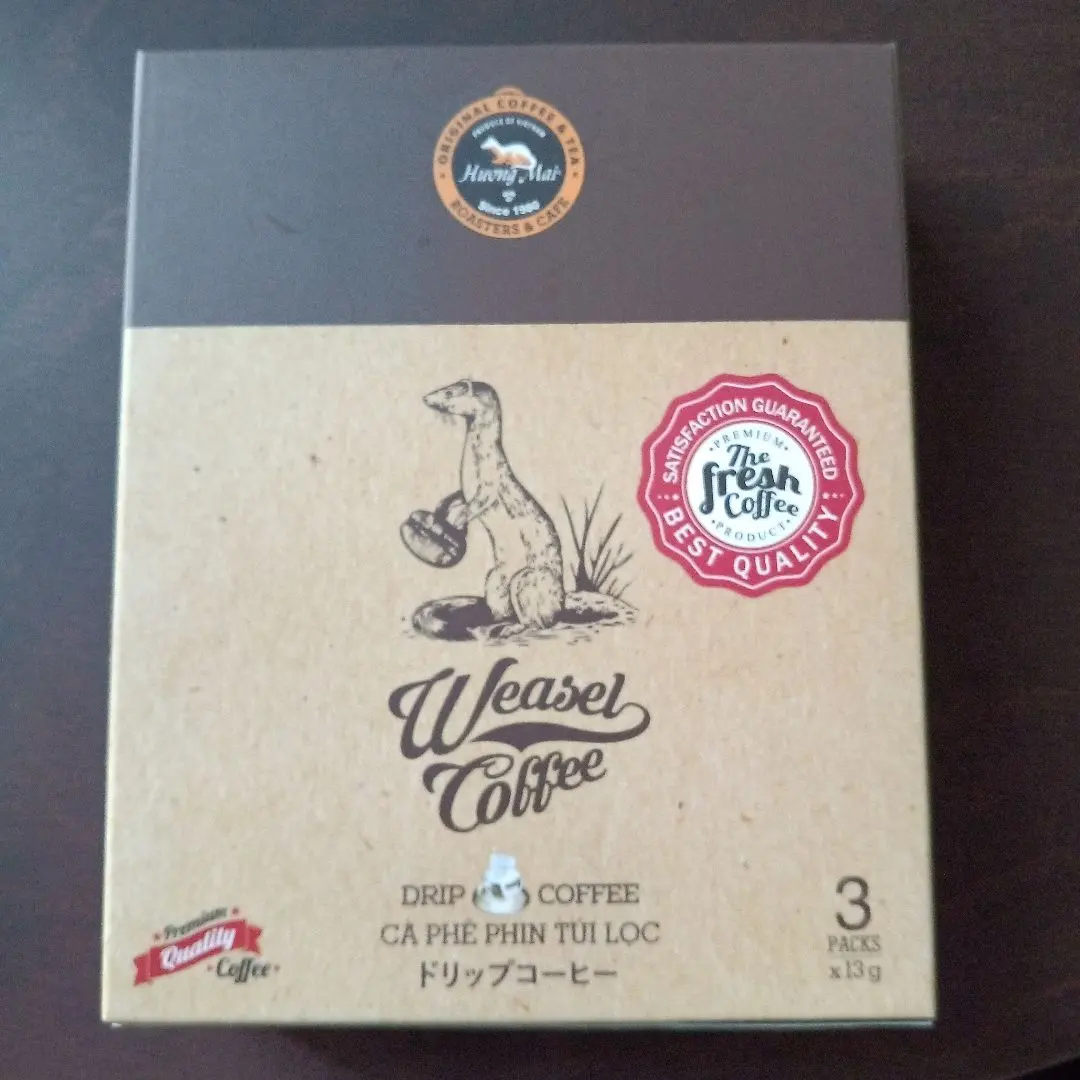 ORIGINAL COFFEE & TEA
PRODUCE OF VIETNAM
Hương Mai
Since 1980
ROASTERS & CAFE
SATISFACTION GUARANTEED
PREMIUM
The
fresh
Coffee
PRODUCT
BEST QUALITY
Weasel
Coffee
DRIP COFFEE
CÀ PHÊ PHIN TÚI LỌC
ドリップコーヒー
Premium
Quality
Coffee
3
PACKS
x 13 g